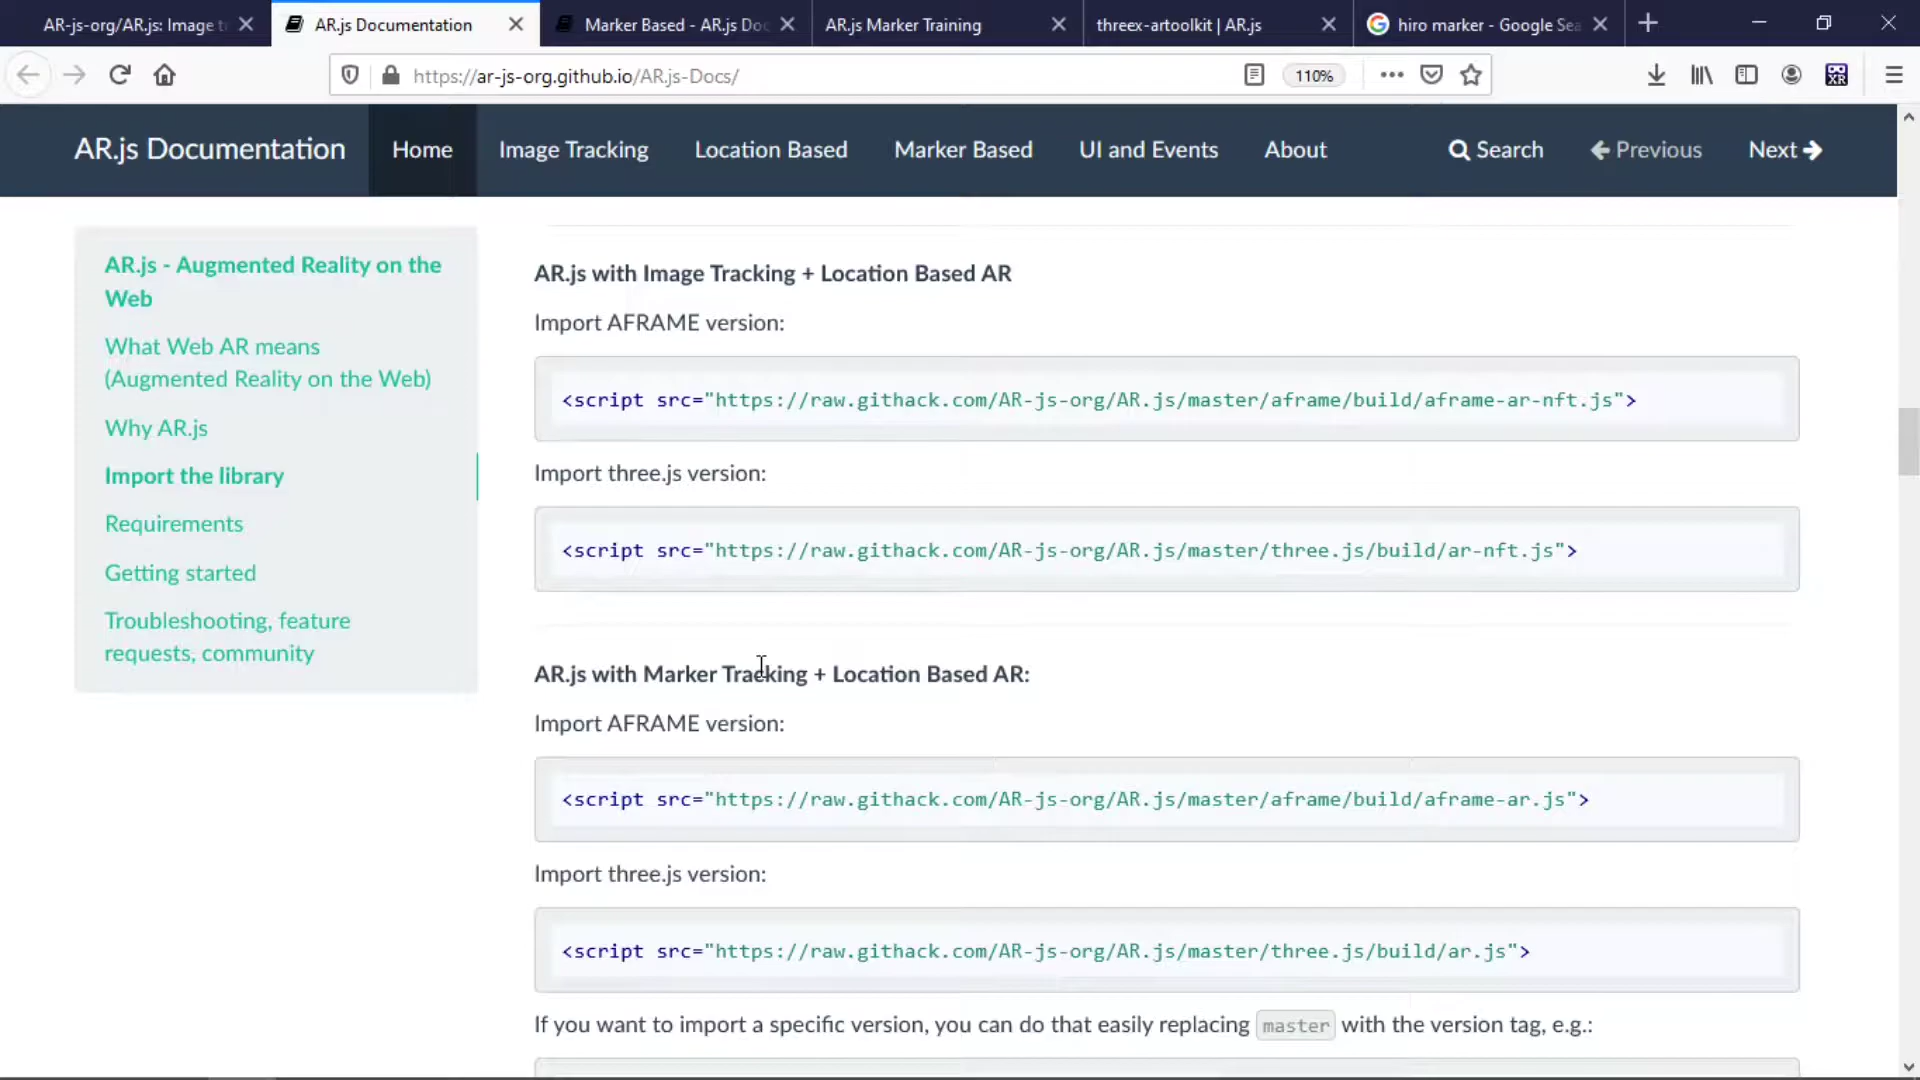 AR-js-org/AR.js: Image t
AR.js Documentation
Marker Based - AR.js Doc
AR.js Marker Training
threex-artoolkit | AR.js
hiro marker - Google Sea
https://ar-js-org.github.io/AR.js-Docs/
110%
XR
AR.js Documentation
Home
Image Tracking
Location Based
Marker Based
UI and Events
About
Search
Previous
Next
AR.js - Augmented Reality on the
Web
What Web AR means
(Augmented Reality on the Web)
Why AR.js
Import the library
Requirements
Getting started
Troubleshooting, feature
requests, community
AR.js with Image Tracking + Location Based AR
Import AFRAME version:
<script src="https://raw.githack.com/AR-js-org/AR.js/master/aframe/build/aframe-ar-nft.js">
Import three.js version:
<script src="https://raw.githack.com/AR-js-org/AR.js/master/three.js/build/ar-nft.js">
AR.js with Marker Tracking + Location Based AR:
Import AFRAME version:
<script src="https://raw.githack.com/AR-js-org/AR.js/master/aframe/build/aframe-ar.js">
Import three.js version:
<script src="https://raw.githack.com/AR-js-org/AR.js/master/three.js/build/ar.js">
If you want to import a specific version, you can do that easily replacing master with the version tag, e.g.: